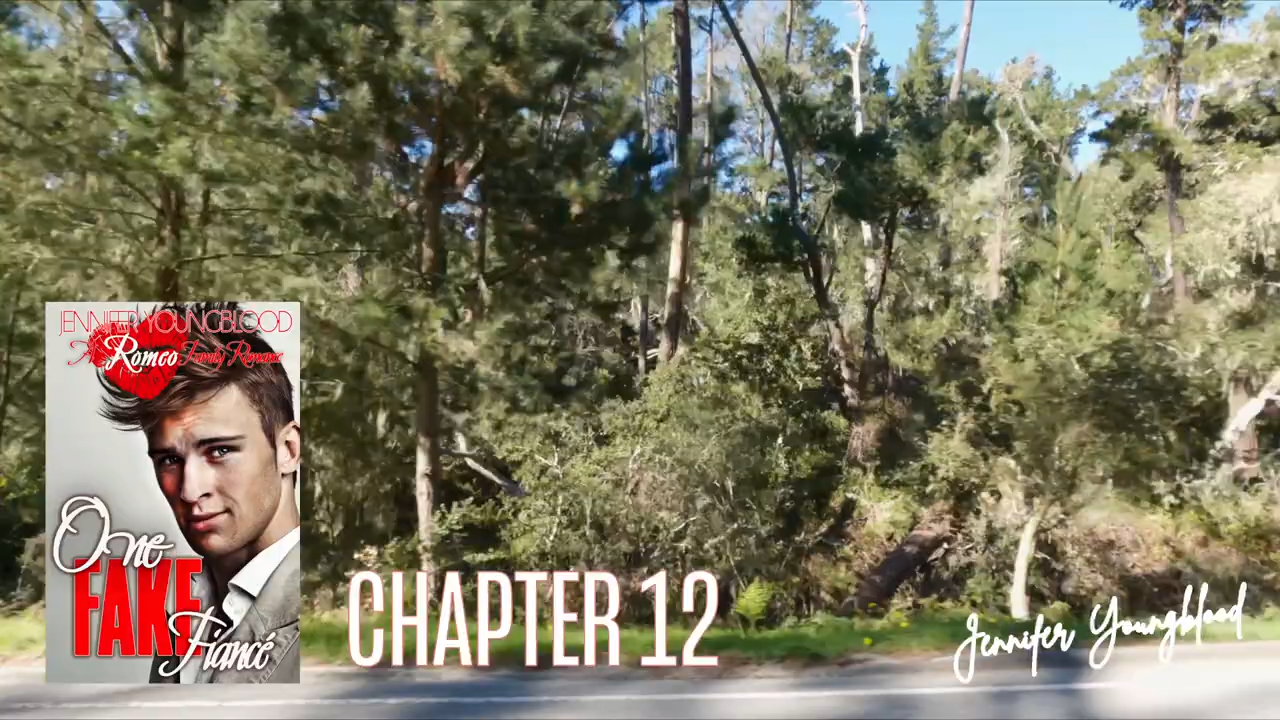 JENNIFER YOUNGBLOOD
A Romeo Family Romance
One
FAKE
Fiancé
CHAPTER 12
Jennifer Youngblood